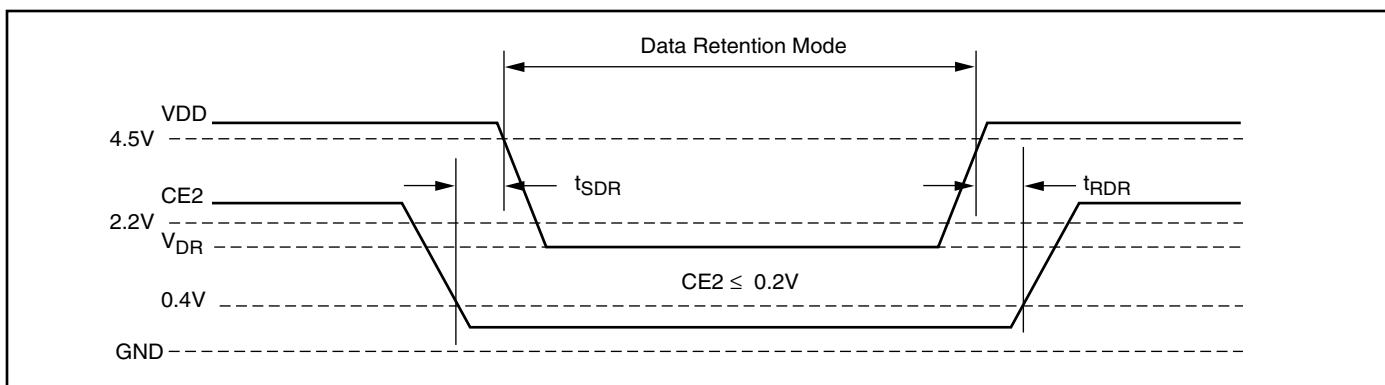 Data Retention Mode
VDD
4.5V
tSDR
tRDR
CE2
2.2V
VDR
CE2 ≤ 0.2V
0.4V
GND